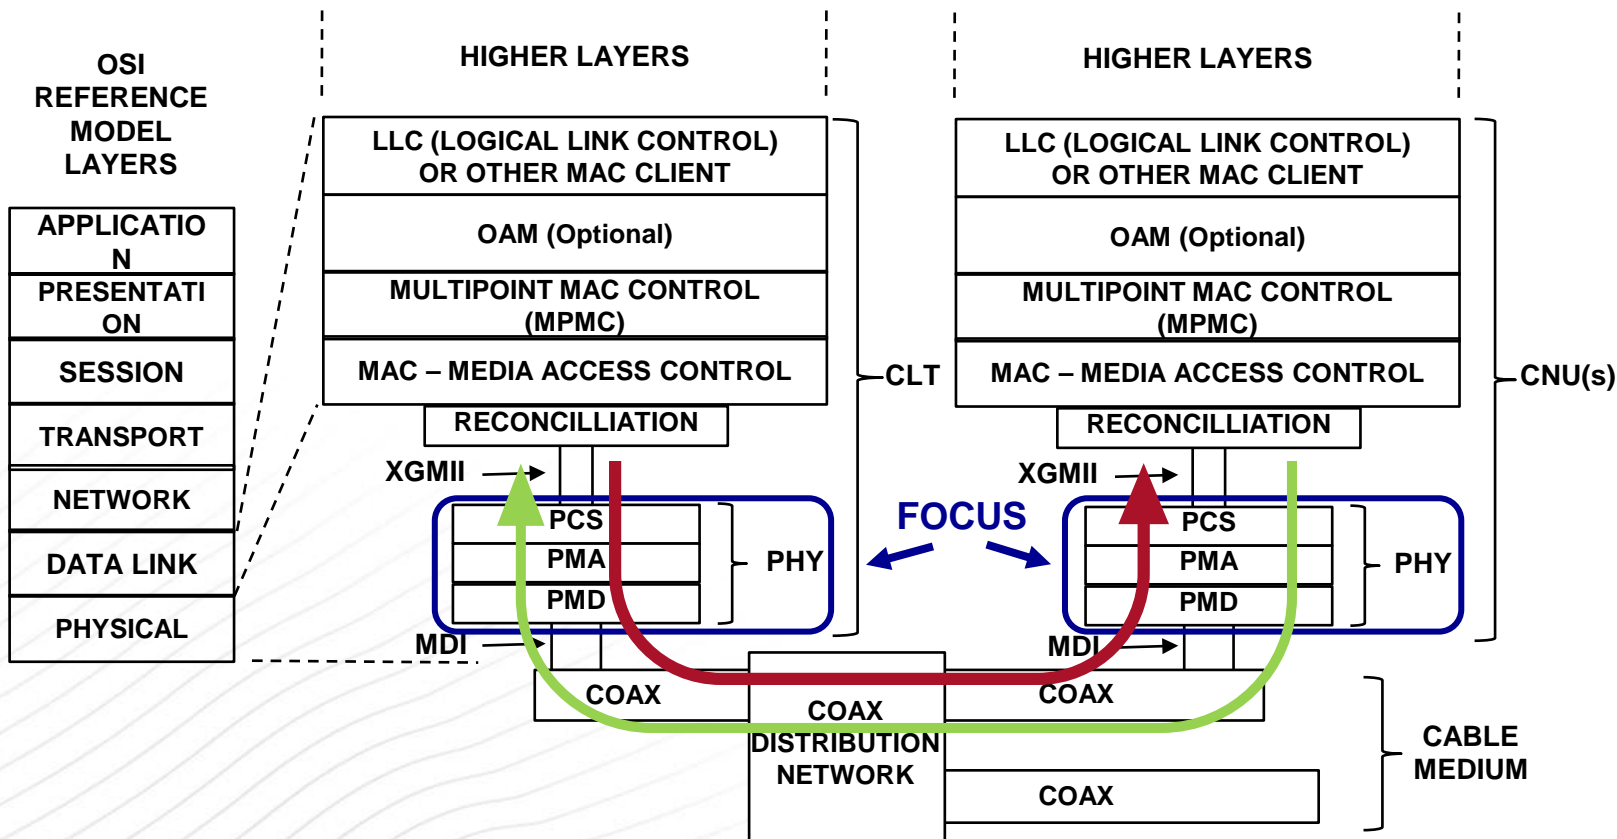 OSI
REFERENCE
MODEL
LAYERS
APPLICATIO
N
PRESENTATI
ON
SESSION
TRANSPORT
NETWORK
DATA LINK
PHYSICAL
HIGHER LAYERS
LLC (LOGICAL LINK CONTROL)
OR OTHER MAC CLIENT
OAM (Optional)
MULTIPOINT MAC CONTROL
(MPMC)
MAC – MEDIA ACCESS CONTROL
RECONCILLIATION
CLT
XGMII
PCS
PMA
PMD
PHY
MDI
FOCUS
HIGHER LAYERS
LLC (LOGICAL LINK CONTROL)
OR OTHER MAC CLIENT
OAM (Optional)
MULTIPOINT MAC CONTROL
(MPMC)
MAC – MEDIA ACCESS CONTROL
RECONCILLIATION
CNU(s)
XGMII
PCS
PMA
PMD
PHY
MDI
COAX
COAX
DISTRIBUTION
NETWORK
COAX
COAX
CABLE
MEDIUM